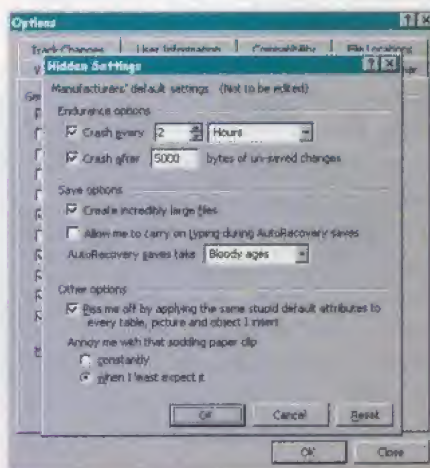 Options
Track Changes User Information Compatibility File Locations
Hidden Settings
Manufacturers' default settings. (Not to be edited)
Endurance options
Crash every 2 Hours
Crash after 5000 bytes of un-saved changes
Save options
Create incredibly large files
Allow me to carry on typing during AutoRecovery saves
AutoRecovery saves take Bloody ages
Other options
Piss me off by applying the same stupid default attributes to
every table, picture and object I insert
Annoy me with that sodding paper clip
constantly
when I least expect it
OK Cancel Reset
OK Close